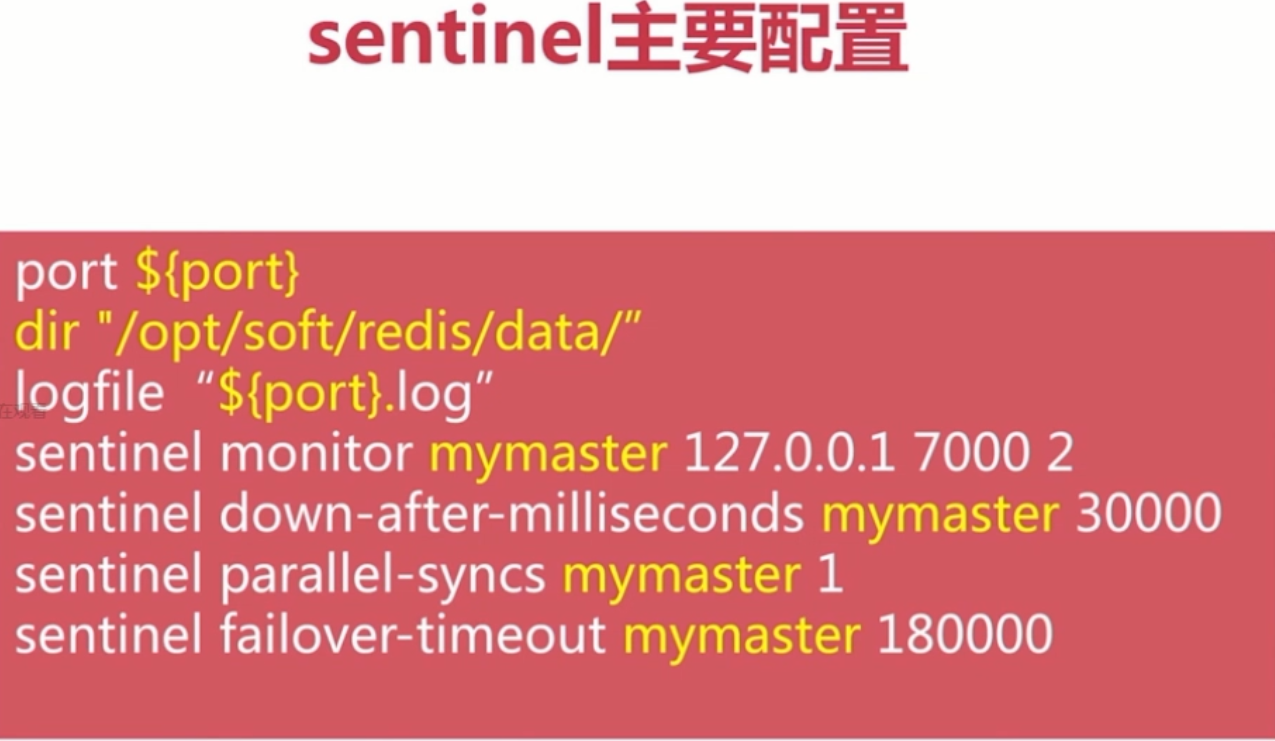 sentinel主要配置
port ${port}
dir "/opt/soft/redis/data/”
logfile “${port}.log”
sentinel monitor mymaster 127.0.0.1 7000 2
sentinel down-after-milliseconds mymaster 30000
sentinel parallel-syncs mymaster 1
sentinel failover-timeout mymaster 180000